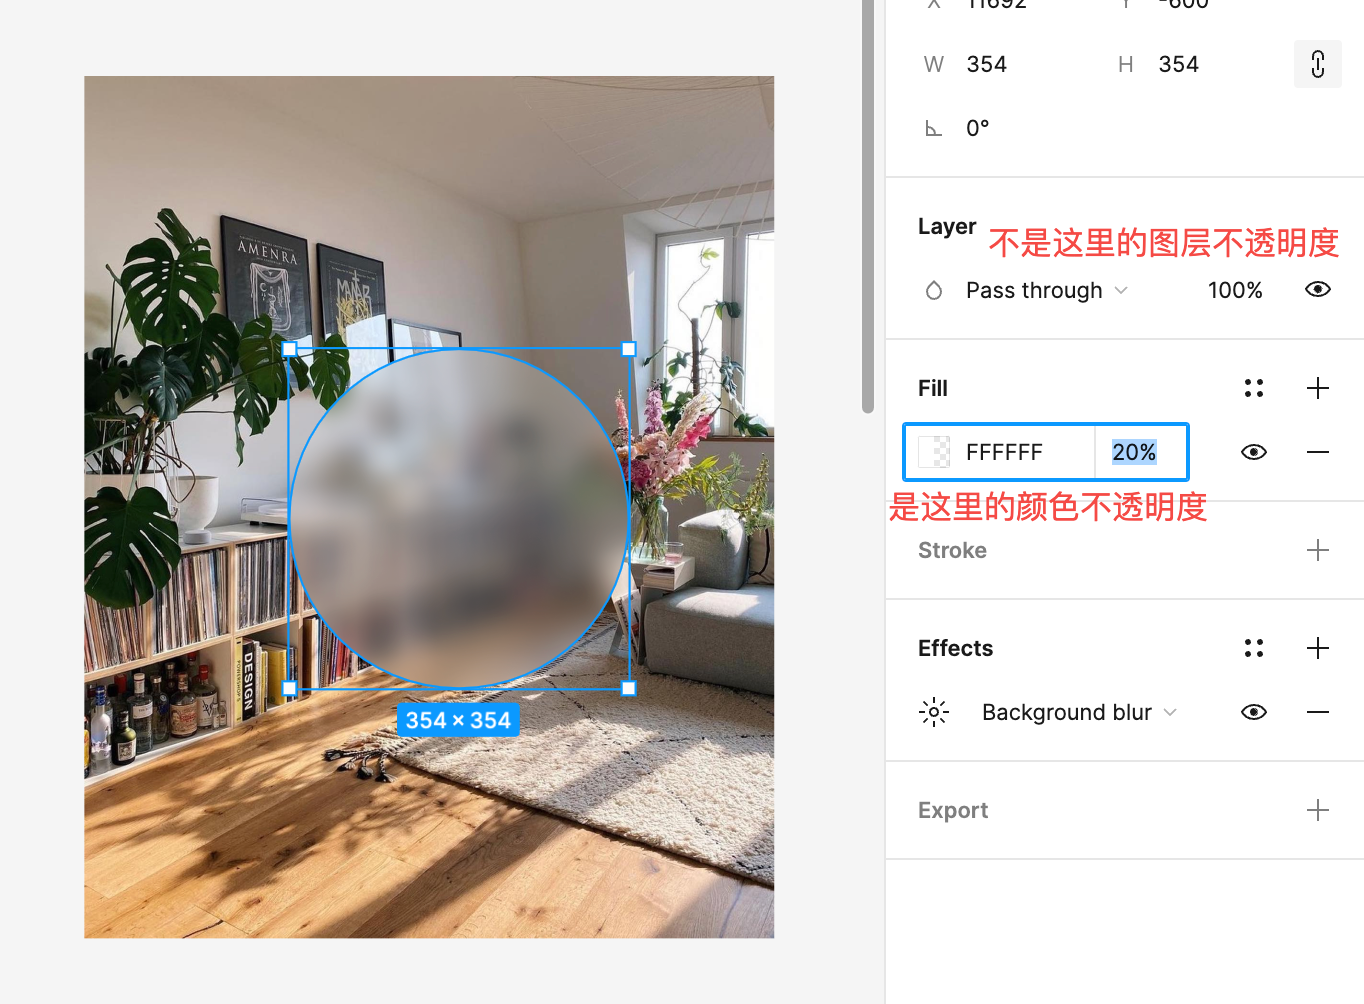 X 11692 Y -600
W 354 H 354
0°
Layer
不是这里的图层不透明度
Pass through 100%
Fill
FFFFFF 20%
是这里的颜色不透明度
Stroke
Effects
Background blur
Export
AMENRA
DESIGN
354 × 354